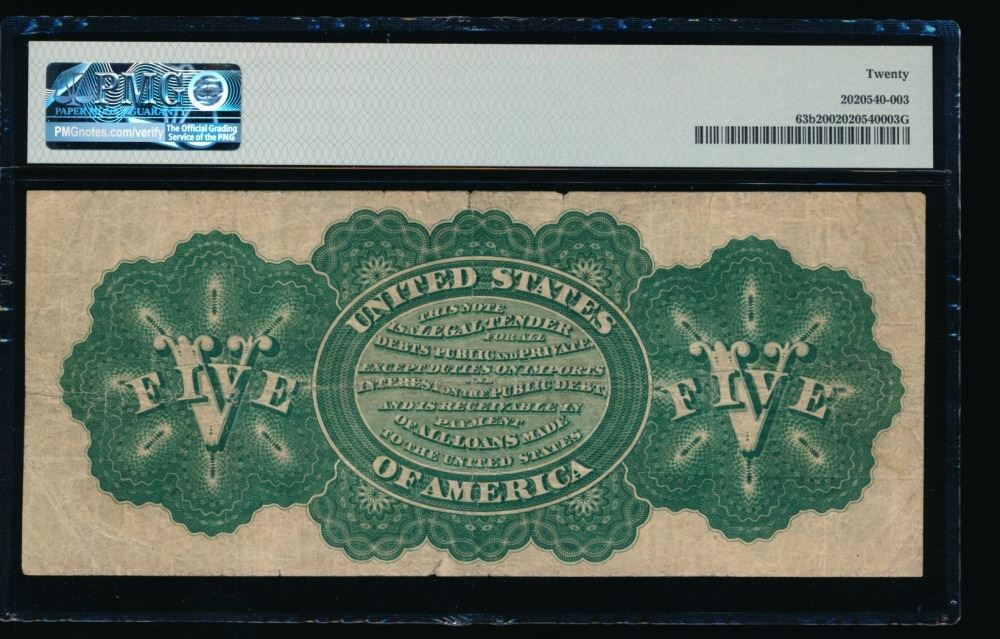 PMG
PAPER MONEY GUARANTY
PMGnotes.com/verify
The Official Grading
Service of the PNG
Twenty
2020540-003
63b2002020540003G
UNITED STATES
THIS NOTE
IS A LEGAL TENDER
FOR ALL
DEBTS PUBLIC AND PRIVATE
EXCEPT DUTIES ON IMPORTS
INTEREST ON THE PUBLIC DEBT
AND IS RECEIVABLE IN
PAYMENT
OF ALL LOANS MADE
TO THE UNITED STATES
OF AMERICA
V
FIVE
V
FIVE